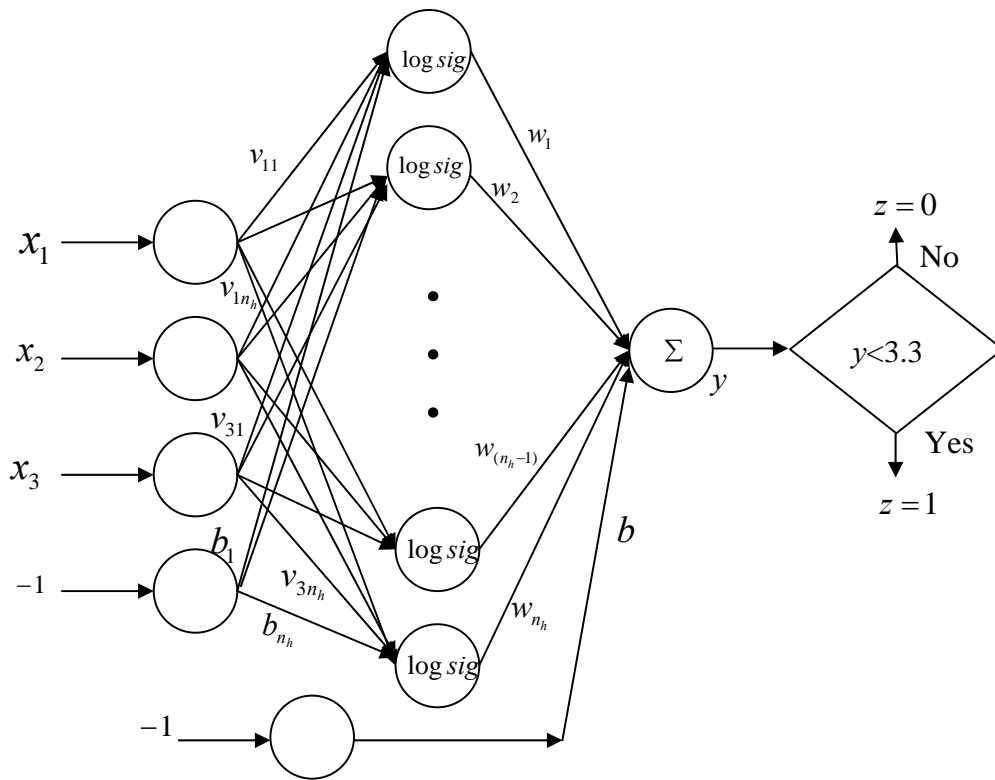 log sig
w₁
v₁₁
log sig
w₂
z = 0
x₁
No
v₁ₙₕ
x₂
Σ
y<3.3
y
v₃₁
w₍ₙₕ₋₁₎
Yes
x₃
z = 1
b₁
log sig
b
−1
v₃ₙₕ
wₙₕ
bₙₕ
log sig
−1